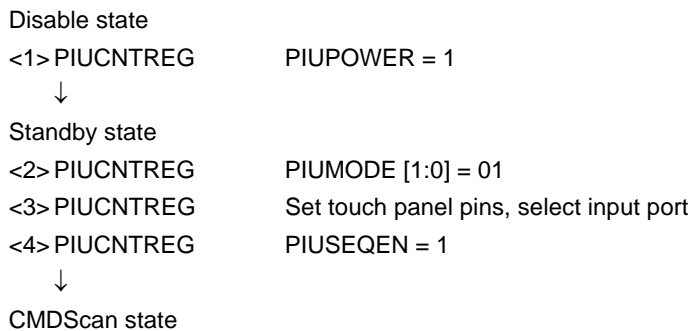 Disable state
<1> PIUCNTREG PIUPOWER = 1
↓
Standby state
<2> PIUCNTREG PIUMODE [1:0] = 01
<3> PIUCNTREG Set touch panel pins, select input port
<4> PIUCNTREG PIUSEQEN = 1
↓
CMDScan state